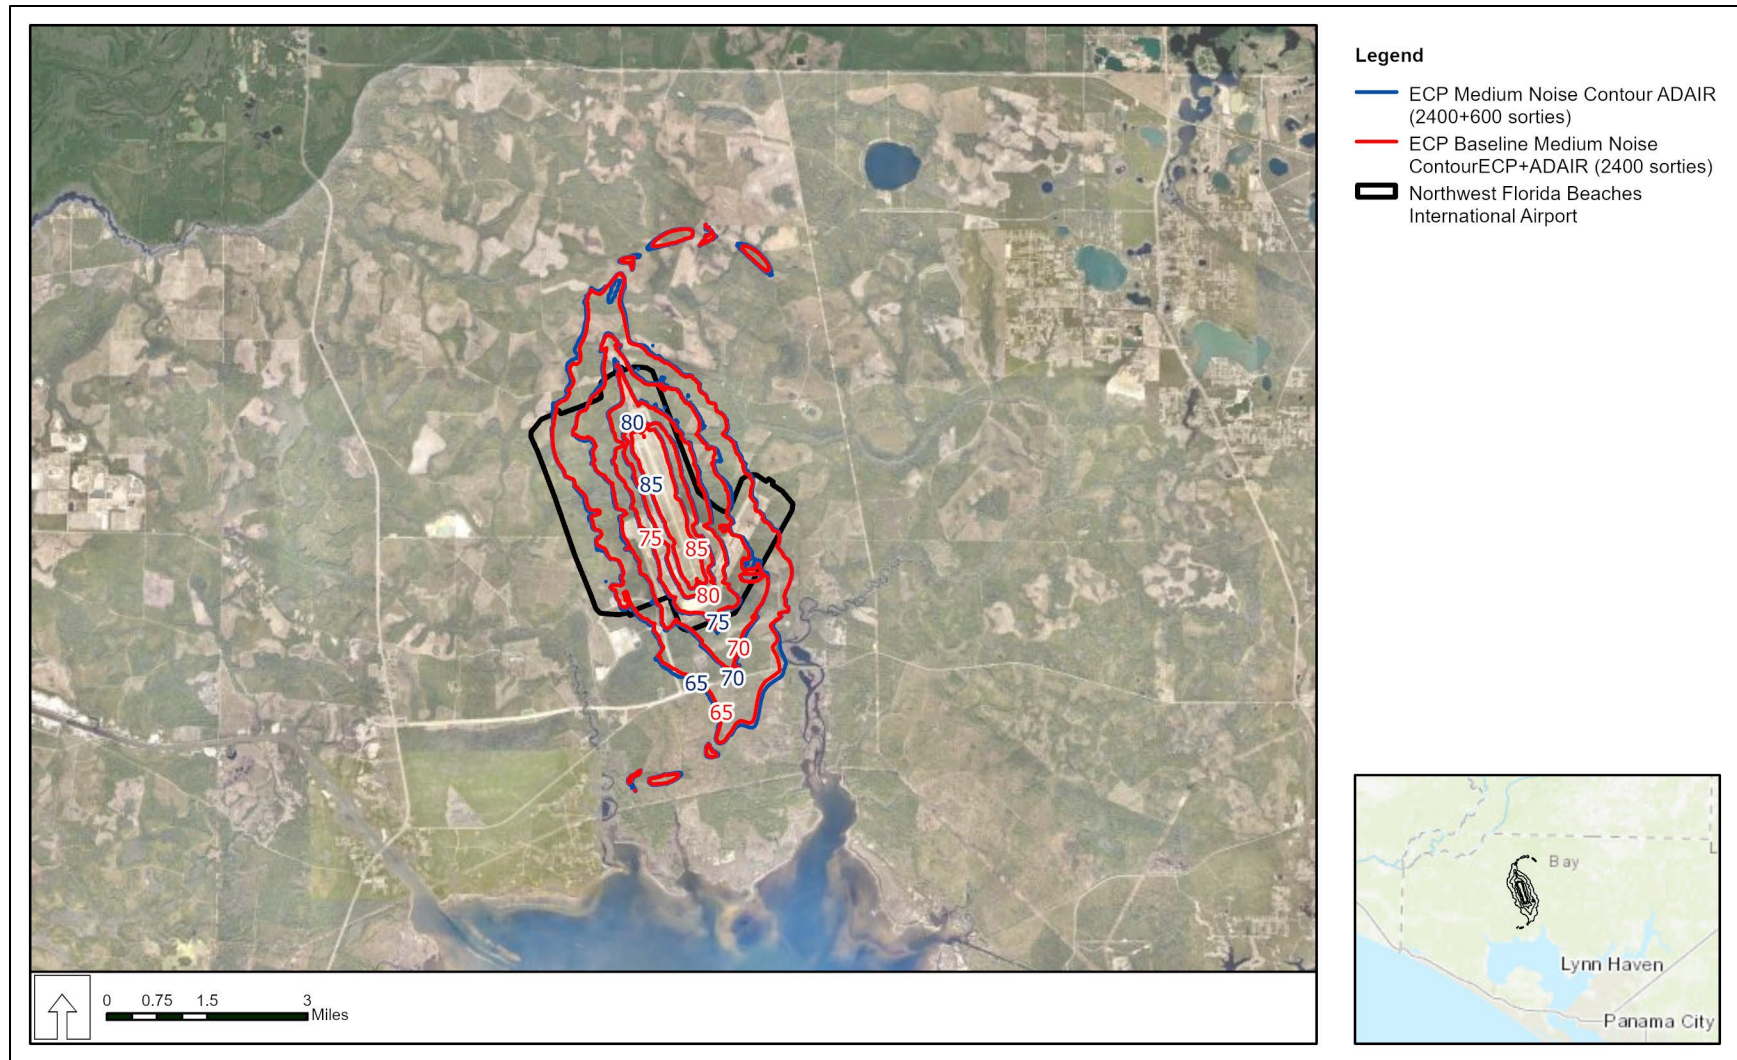 Legend
ECP Medium Noise Contour ADAIR
(2400+600 sorties)
ECP Baseline Medium Noise
ContourECP+ADAIR (2400 sorties)
Northwest Florida Beaches
International Airport
80
85
75
85
80
75
70
70
65
65
0 0.75 1.5 3
Miles
Bay
L
Lynn Haven
Panama City